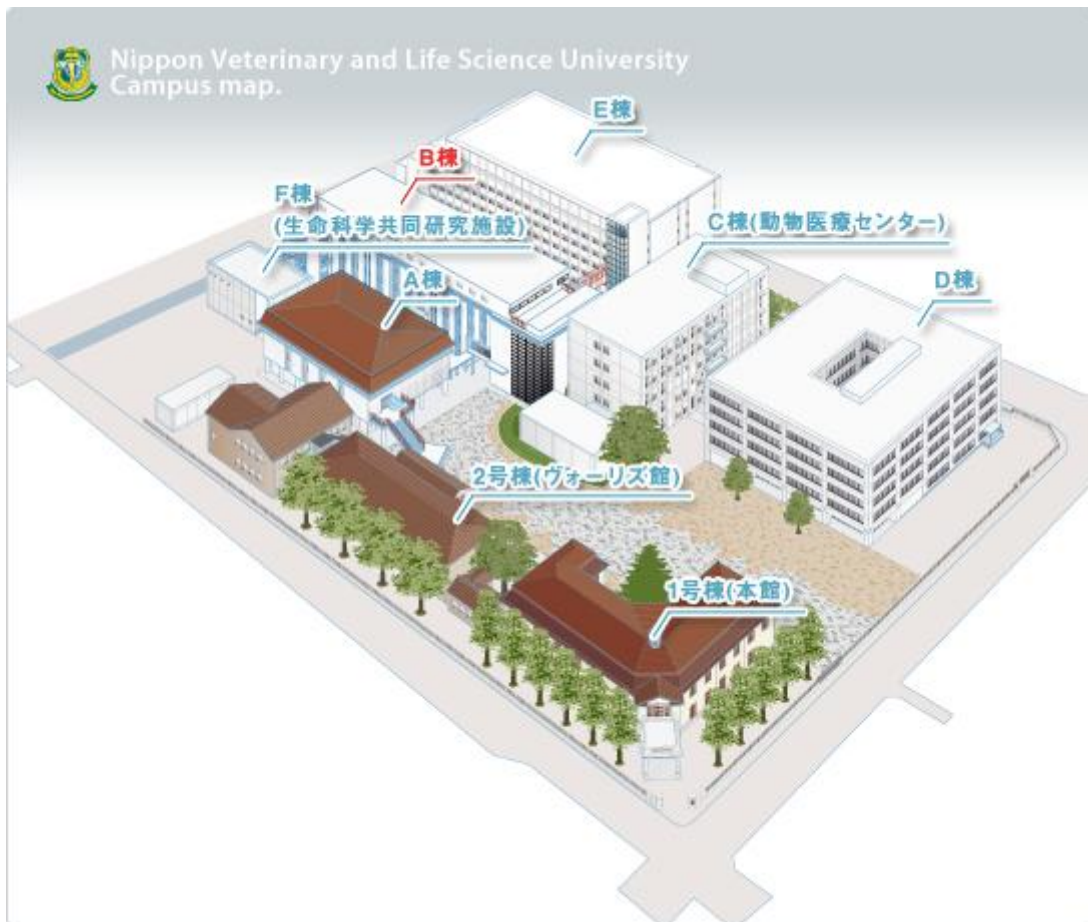 Nippon Veterinary and Life Science University
Campus map.
E棟
B棟
F棟
(生命科学共同研究施設)
C棟(動物医療センター)
A棟
D棟
2号棟(ヴォーリズ館)
1号棟(本館)